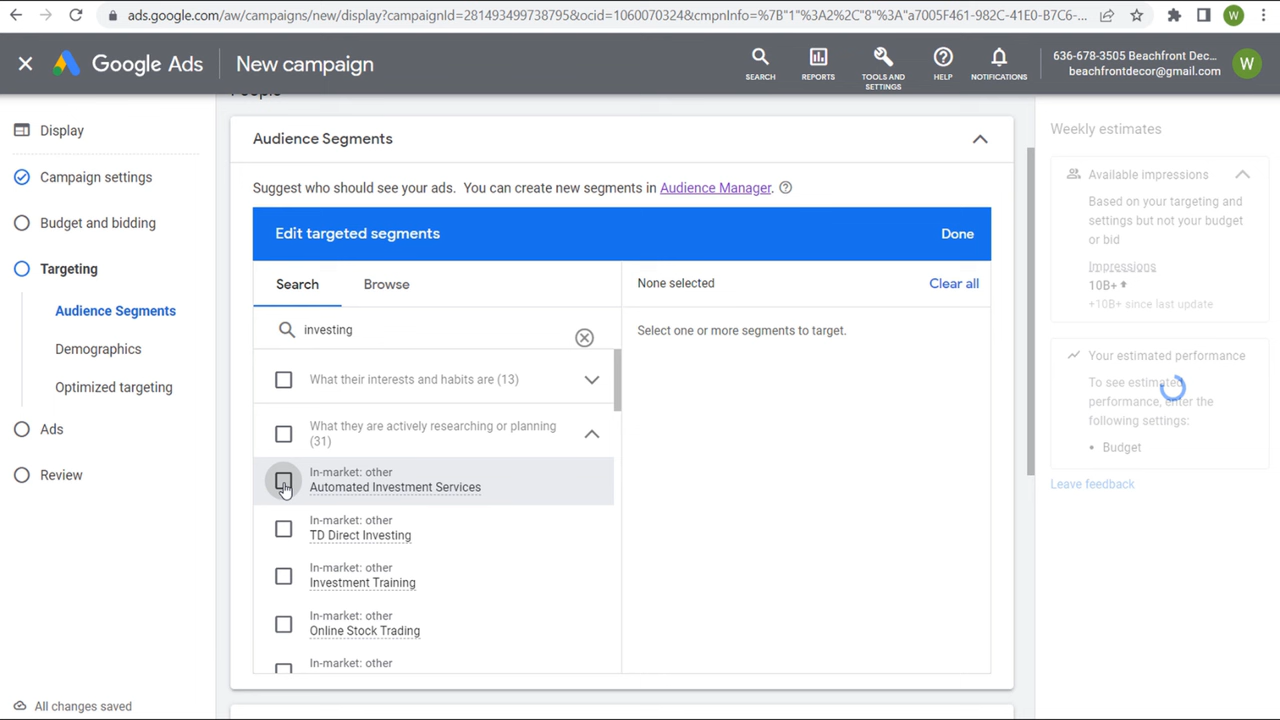 ads.google.com/aw/campaigns/new/display?campaignId=281493499738795&ocid=1060070324&cmpnInfo=%7B"1"%3A2%2C"8"%3A"a7005F461-982C-41E0-B7C6-...
W
Google Ads
New campaign
SEARCH
REPORTS
TOOLS AND
SETTINGS
HELP
NOTIFICATIONS
636-678-3505 Beachfront Dec...
beachfrontdecor@gmail.com
W
Display
Campaign settings
Budget and bidding
Targeting
Audience Segments
Demographics
Optimized targeting
Ads
Review
All changes saved
People
Audience Segments
Suggest who should see your ads. You can create new segments in Audience Manager.
Edit targeted segments
Done
Search
Browse
None selected
Clear all
investing
Select one or more segments to target.
What their interests and habits are (13)
What they are actively researching or planning
(31)
In-market: other
Automated Investment Services
In-market: other
TD Direct Investing
In-market: other
Investment Training
In-market: other
Online Stock Trading
In-market: other
Weekly estimates
Available impressions
Based on your targeting and
settings but not your budget
or bid
Impressions
10B+
+10B+ since last update
Your estimated performance
To see estimated
performance, enter the
following settings:
• Budget
Leave feedback